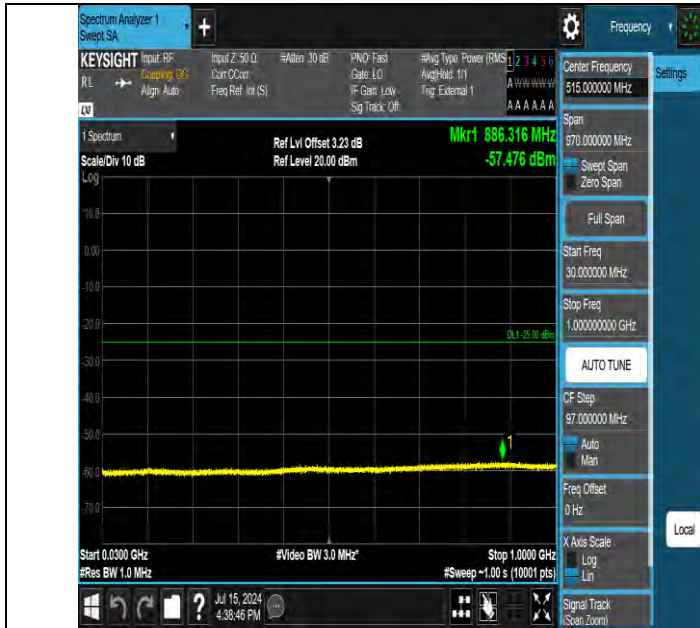 Spectrum Analyzer 1
Swept SA
+
Frequency
KEYSIGHT
RL
LXI
Input: RF
Coupling: DC
Align: Auto
Input Z: 50 Ω
Corr CCorr
Freq Ref: Int (S)
#Atten: 30 dB
PNO: Fast
Gate: LO
IF Gain: Low
Sig Track: Off
#Avg Type: Power (RMS
Avg|Hold: 1/1
Trig: External 1
1 2 3 4 5 6
A W W W W W
A A A A A A
1 Spectrum
Scale/Div 10 dB
Ref Lvl Offset 3.23 dB
Ref Level 20.00 dBm
Mkr1 886.316 MHz
-57.476 dBm
Log
10.0
0.00
-10.0
-20.0
-30.0
-40.0
-50.0
-60.0
-70.0
DL1 -25.00 dBm
1
Start 0.0300 GHz
#Res BW 1.0 MHz
#Video BW 3.0 MHz*
Stop 1.0000 GHz
#Sweep ~1.00 s (10001 pts)
Center Frequency
515.000000 MHz
Settings
Span
970.000000 MHz
Swept Span
Zero Span
Full Span
Start Freq
30.000000 MHz
Stop Freq
1.000000000 GHz
AUTO TUNE
CF Step
97.000000 MHz
Auto
Man
Freq Offset
0 Hz
Local
X Axis Scale
Log
Lin
Signal Track
(Span Zoom)
?
Jul 15, 2024
4:38:46 PM